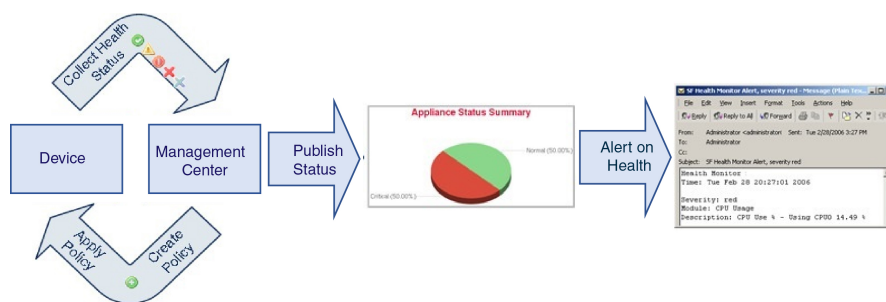 Collect Health
Status
Device
Management
Center
Apply
Policy
Create
Policy
Publish
Status
Appliance Status Summary
Normal (50.00%)
Critical (50.00%)
Alert on
Health
SF Health Monitor Alert, severity red - Message (Plain Tex...
File Edit View Insert Format Tools Actions Help
Reply Reply to All Forward
From: Administrator <administrator> Sent: Tue 2/28/2006 3:27 PM
To: Administrator
Cc:
Subject: SF Health Monitor Alert, severity red
Health Monitor
Time: Tue Feb 28 20:27:01 2006
Severity: red
Module: CPU Usage
Description: CPU Use % - Using CPU0 14.49 %